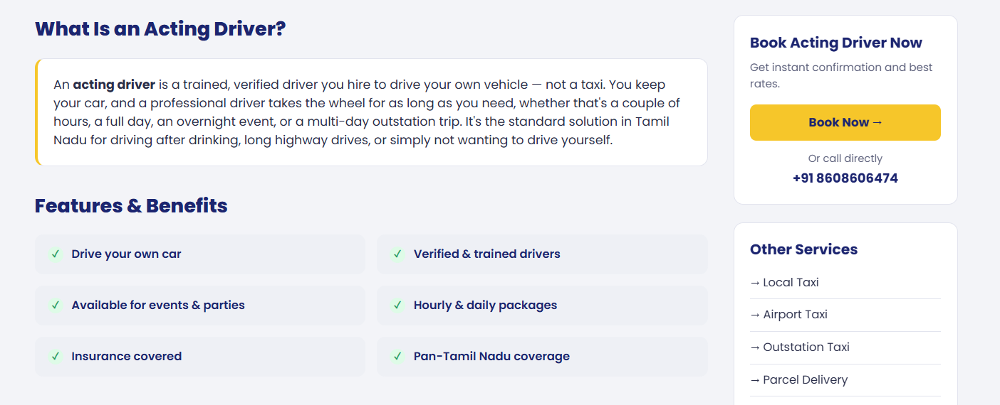 What Is an Acting Driver?
An acting driver is a trained, verified driver you hire to drive your own vehicle — not a taxi. You keep
your car, and a professional driver takes the wheel for as long as you need, whether that's a couple of
hours, a full day, an overnight event, or a multi-day outstation trip. It's the standard solution in Tamil
Nadu for driving after drinking, long highway drives, or simply not wanting to drive yourself.
Features & Benefits
✓ Drive your own car
✓ Verified & trained drivers
✓ Available for events & parties
✓ Hourly & daily packages
✓ Insurance covered
✓ Pan-Tamil Nadu coverage
Book Acting Driver Now
Get instant confirmation and best
rates.
Book Now →
Or call directly
+91 8608606474
Other Services
→ Local Taxi
→ Airport Taxi
→ Outstation Taxi
→ Parcel Delivery